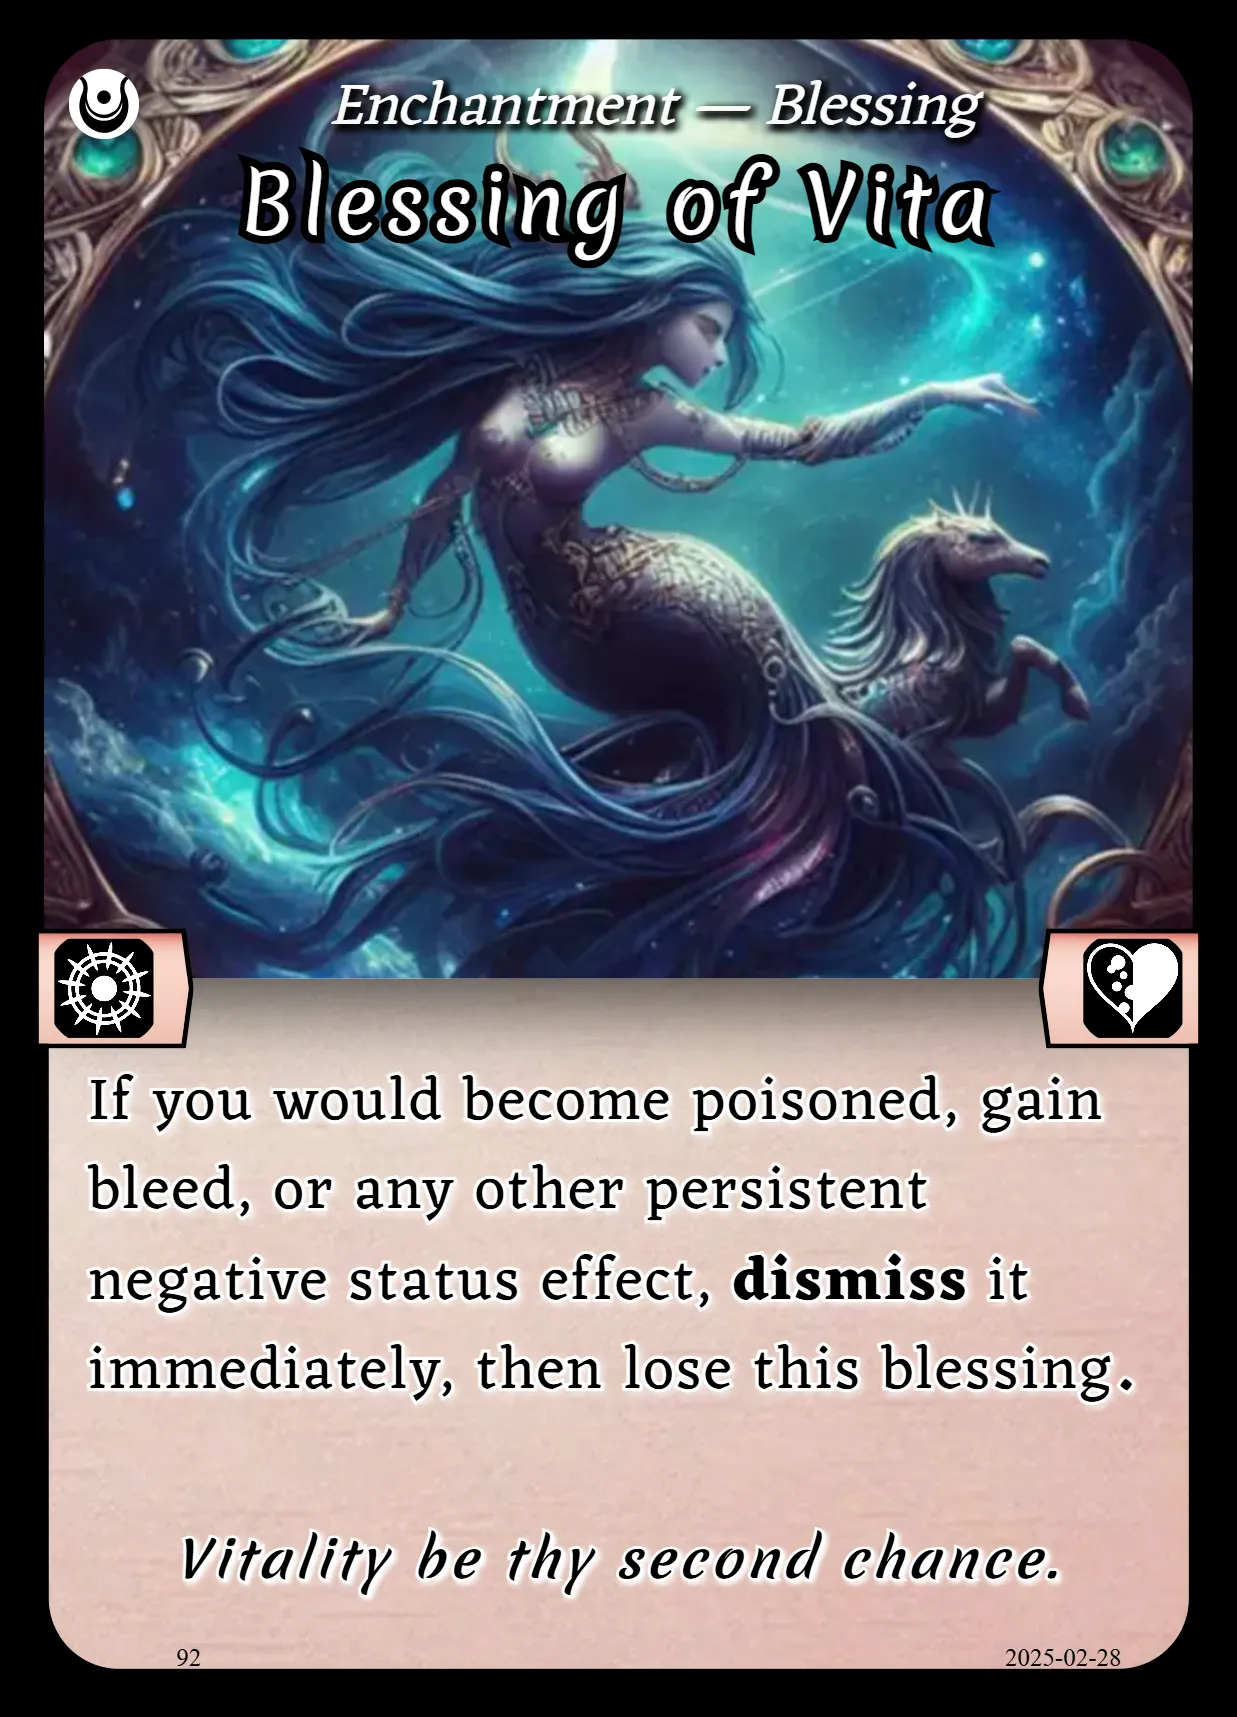 Enchantment — Blessing
Blessing of Vita
If you would become poisoned, gain
bleed, or any other persistent
negative status effect, dismiss it
immediately, then lose this blessing.
Vitality be thy second chance.
92
2025-02-28